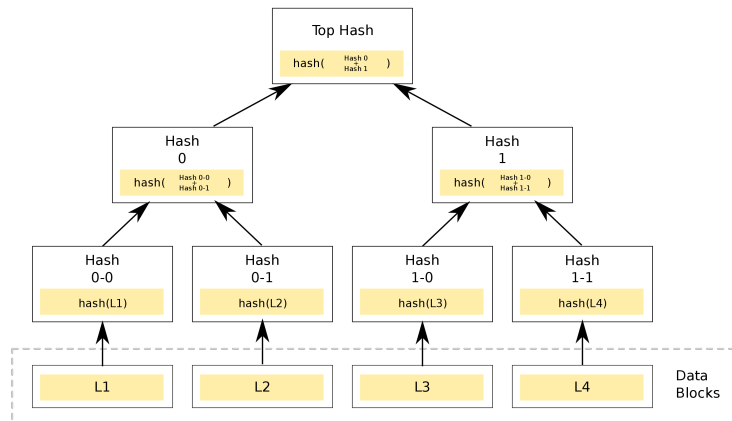 Top Hash
hash( Hash 0 + Hash 1 )
Hash
0
hash( Hash 0-0 + Hash 0-1 )
Hash
1
hash( Hash 1-0 + Hash 1-1 )
Hash
0-0
hash(L1)
Hash
0-1
hash(L2)
Hash
1-0
hash(L3)
Hash
1-1
hash(L4)
L1
L2
L3
L4
Data
Blocks